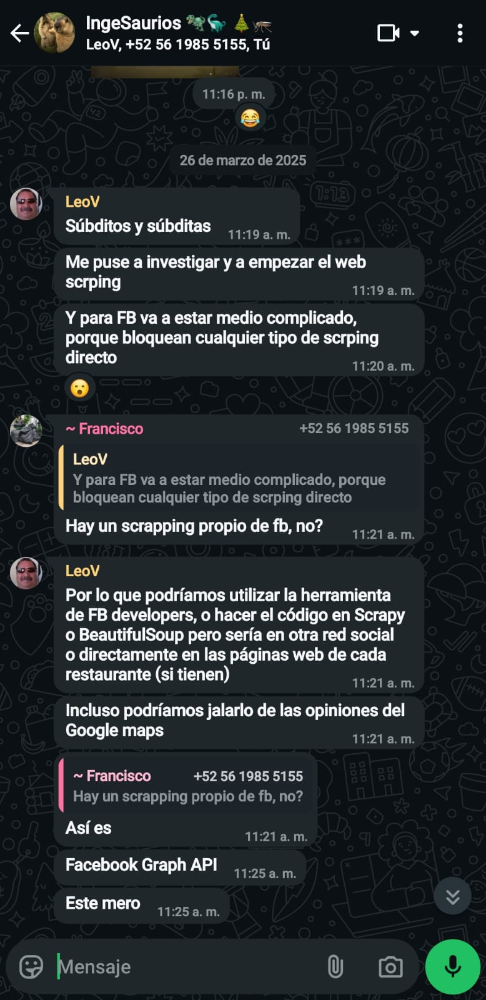 IngeSaurios 🦖🦕 🎄🦟
LeoV, +52 56 1985 5155, Tú
11:16 p. m.
😂
26 de marzo de 2025
LeoV
Súbditos y súbditas
11:19 a. m.
Me puse a investigar y a empezar el web
scrping
11:19 a. m.
Y para FB va a estar medio complicado,
porque bloquean cualquier tipo de scrping
directo
11:20 a. m.
😮
~ Francisco +52 56 1985 5155
LeoV
Y para FB va a estar medio complicado, porque
bloquean cualquier tipo de scrping directo
Hay un scrapping propio de fb, no?
11:21 a. m.
LeoV
Por lo que podríamos utilizar la herramienta
de FB developers, o hacer el código en Scrapy
o BeautifulSoup pero sería en otra red social
o directamente en las páginas web de cada
restaurante (si tienen)
11:21 a. m.
Incluso podríamos jalarlo de las opiniones del
Google maps
11:21 a. m.
~ Francisco +52 56 1985 5155
Hay un scrapping propio de fb, no?
Así es
11:21 a. m.
Facebook Graph API
11:25 a. m.
Este mero
11:25 a. m.
Mensaje